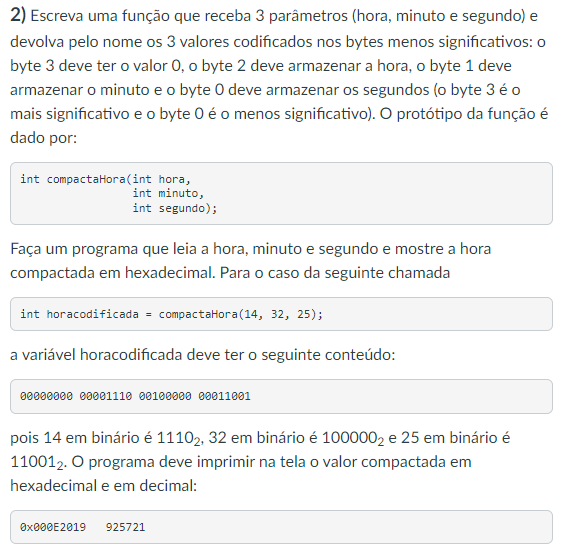 2) Escreva uma função que receba 3 parâmetros (hora, minuto e segundo) e
devolva pelo nome os 3 valores codificados nos bytes menos significativos: o
byte 3 deve ter o valor 0, o byte 2 deve armazenar a hora, o byte 1 deve
armazenar o minuto e o byte 0 deve armazenar os segundos (o byte 3 é o
mais significativo e o byte 0 é o menos significativo). O protótipo da função é
dado por:
int compactaHora(int hora,
                 int minuto,
                 int segundo);
Faça um programa que leia a hora, minuto e segundo e mostre a hora
compactada em hexadecimal. Para o caso da seguinte chamada
int horacodificada = compactaHora(14, 32, 25);
a variável horacodificada deve ter o seguinte conteúdo:
00000000 00001110 00100000 00011001
pois 14 em binário é 1110₂, 32 em binário é 100000₂ e 25 em binário é
11001₂. O programa deve imprimir na tela o valor compactada em
hexadecimal e em decimal:
0x000E2019   925721